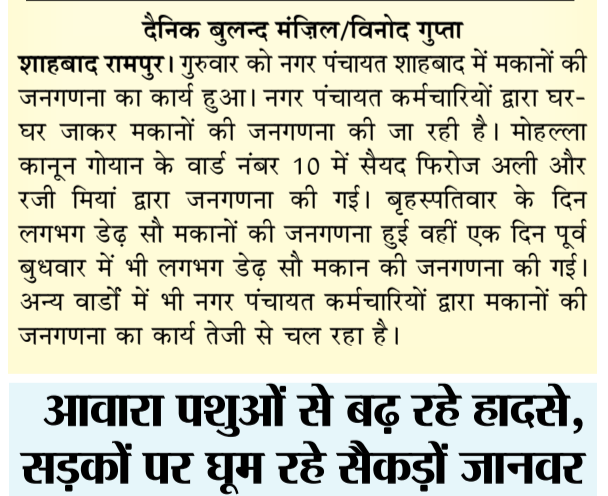 दैनिक बुलन्द मंज़िल/विनोद गुप्ता
शाहबाद रामपुर। गुरुवार को नगर पंचायत शाहबाद में मकानों की
जनगणना का कार्य हुआ। नगर पंचायत कर्मचारियों द्वारा घर-
घर जाकर मकानों की जनगणना की जा रही है। मोहल्ला
कानून गोयान के वार्ड नंबर 10 में सैयद फिरोज अली और
रजी मियां द्वारा जनगणना की गई। बृहस्पतिवार के दिन
लगभग डेढ़ सौ मकानों की जनगणना हुई वहीं एक दिन पूर्व
बुधवार में भी लगभग डेढ़ सौ मकान की जनगणना की गई।
अन्य वार्डों में भी नगर पंचायत कर्मचारियों द्वारा मकानों की
जनगणना का कार्य तेजी से चल रहा है।
आवारा पशुओं से बढ़ रहे हादसे,
सड़कों पर घूम रहे सैकड़ों जानवर